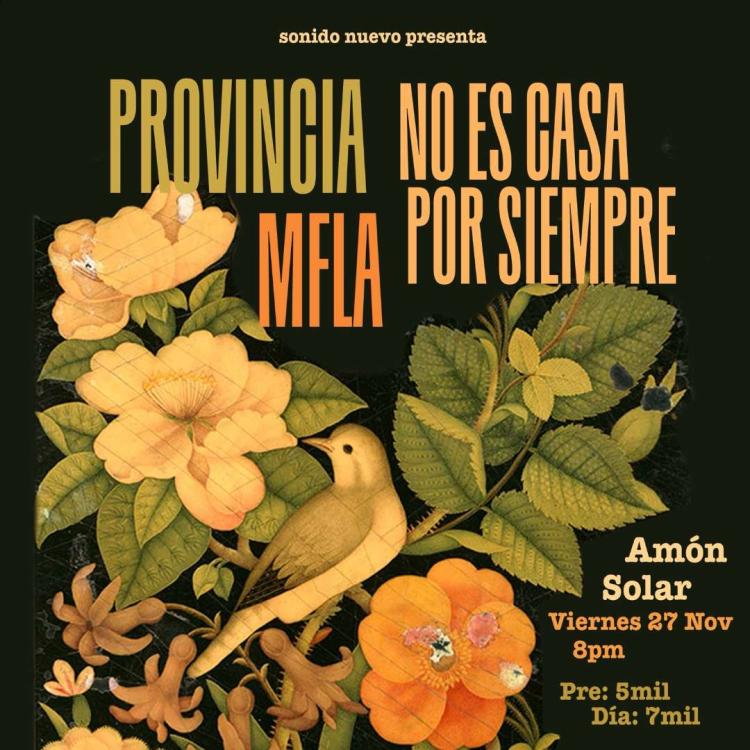 sonido nuevo presenta
PROVINCIA
MFLA
NO ES CASA
POR SIEMPRE
Amón
Solar
Viernes 27 Nov
8pm
Pre: 5mil
Día: 7mil